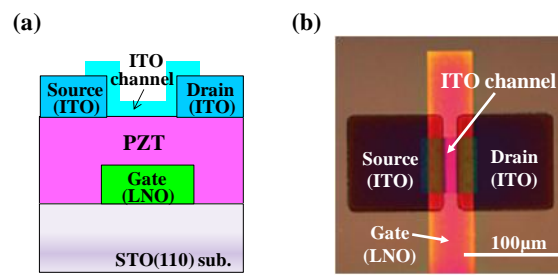 (a)
ITO
channel
Source
(ITO)
Drain
(ITO)
PZT
Gate
(LNO)
STO(110) sub.
(b)
ITO channel
Source
(ITO)
Drain
(ITO)
Gate
(LNO)
100μm